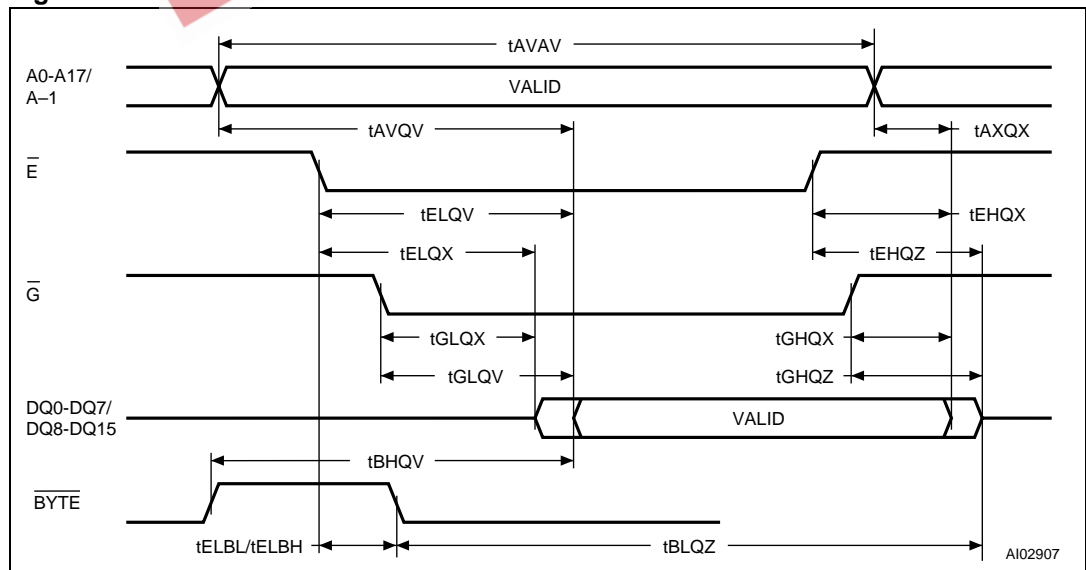 tAVAV
A0-A17/
A–1
VALID
tAVQV
tAXQX
E
tELQV
tEHQX
tELQX
tEHQZ
G
tGLQX
tGHQX
tGLQV
tGHQZ
DQ0-DQ7/
DQ8-DQ15
VALID
tBHQV
BYTE
tELBL/tELBH
tBLQZ
AI02907